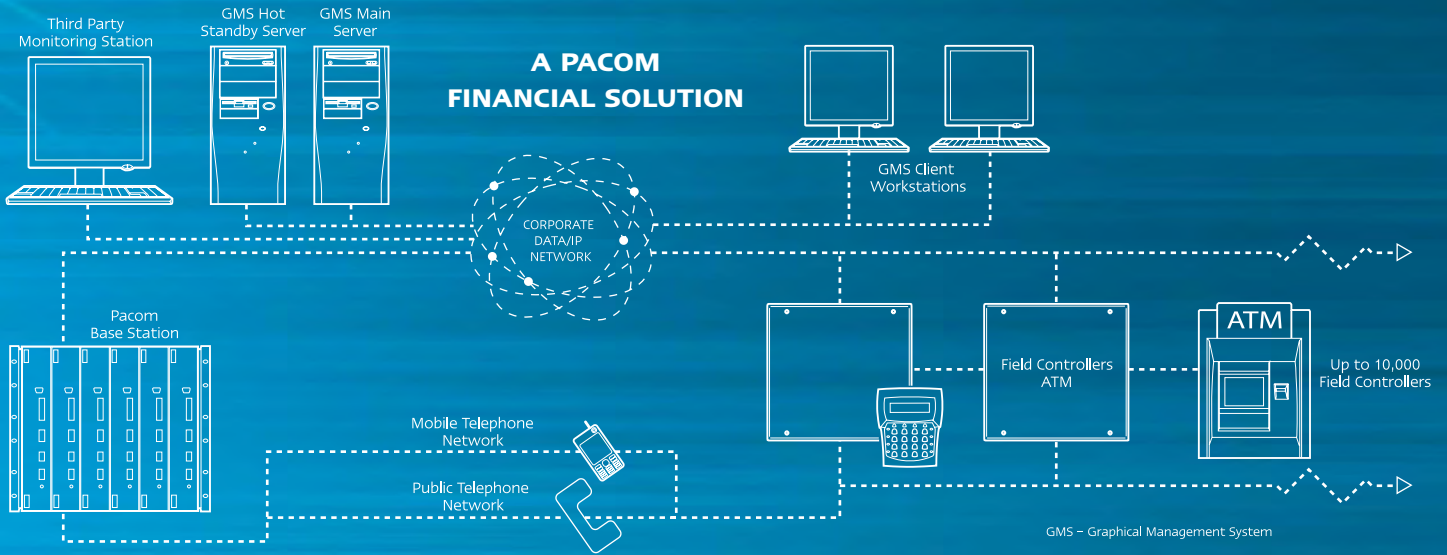 Third Party
Monitoring Station
GMS Hot
Standby Server
GMS Main
Server
A PACOM
FINANCIAL SOLUTION
GMS Client
Workstations
CORPORATE
DATA/IP
NETWORK
Pacom
Base Station
Field Controllers
ATM
ATM
Up to 10,000
Field Controllers
Mobile Telephone
Network
Public Telephone
Network
GMS – Graphical Management System